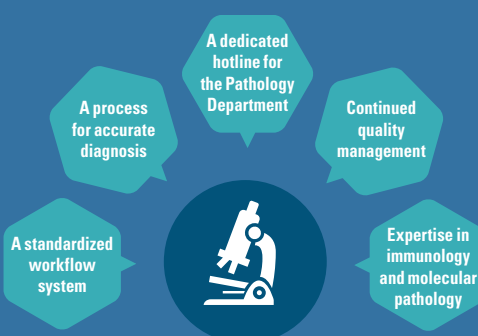 A dedicated
hotline for
the Pathology
Department
A process
for accurate
diagnosis
Continued
quality
management
A standardized
workflow
system
Expertise in
immunology
and molecular
pathology